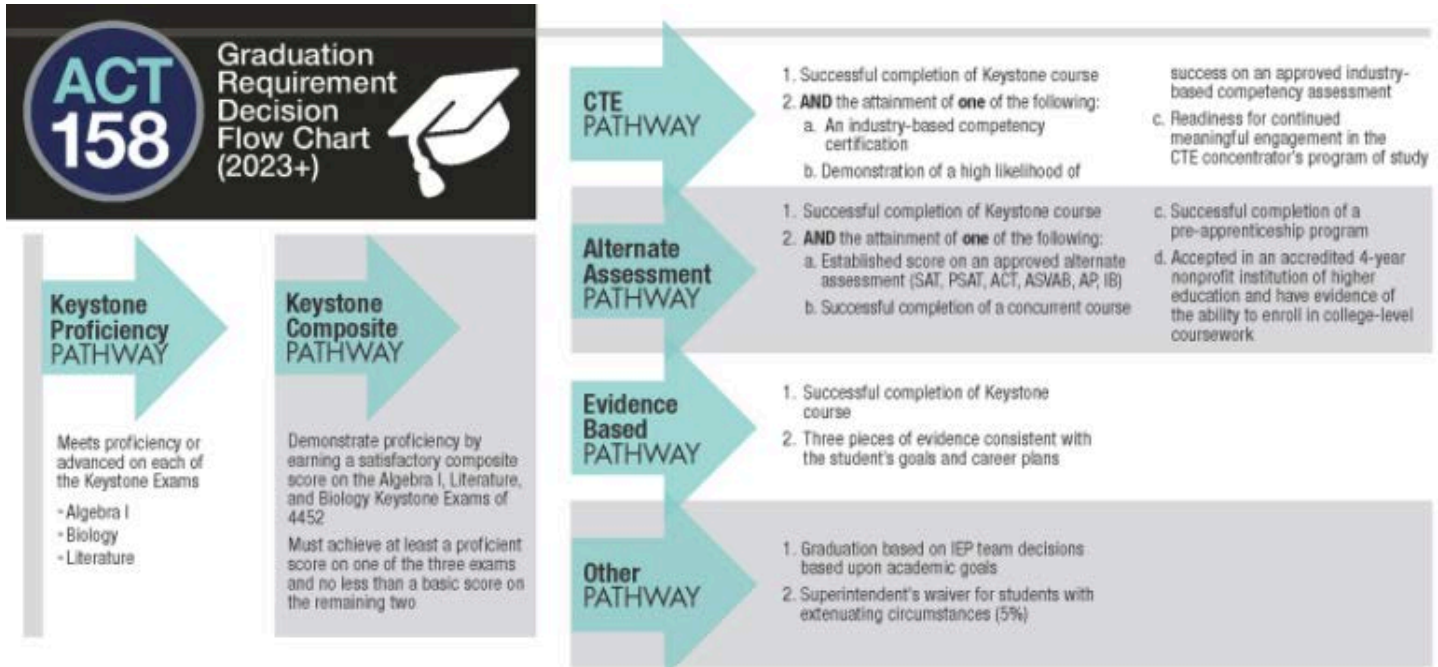 ACT
158
Graduation
Requirement
Decision
Flow Chart
(2023+)
Keystone
Proficiency
PATHWAY
Meets proficiency or
advanced on each of
the Keystone Exams
- Algebra I
- Biology
- Literature
Keystone
Composite
PATHWAY
Demonstrate proficiency by
earning a satisfactory composite
score on the Algebra I, Literature,
and Biology Keystone Exams of
4452
Must achieve at least a proficient
score on one of the three exams
and no less than a basic score on
the remaining two
CTE
PATHWAY
1. Successful completion of Keystone course
2. AND the attainment of one of the following:
a. An industry-based competency
certification
b. Demonstration of a high likelihood of
success on an approved industry-
based competency assessment
c. Readiness for continued
meaningful engagement in the
CTE concentrator's program of study
Alternate
Assessment
PATHWAY
1. Successful completion of Keystone course
2. AND the attainment of one of the following:
a. Established score on an approved alternate
assessment (SAT, PSAT, ACT, ASVAB, AP, IB)
b. Successful completion of a concurrent course
c. Successful completion of a
pre-apprenticeship program
d. Accepted in an accredited 4-year
nonprofit institution of higher
education and have evidence of
the ability to enroll in college-level
coursework
Evidence
Based
PATHWAY
1. Successful completion of Keystone
course
2. Three pieces of evidence consistent with
the student's goals and career plans
Other
PATHWAY
1. Graduation based on IEP team decisions
based upon academic goals
2. Superintendent's waiver for students with
extenuating circumstances (5%)